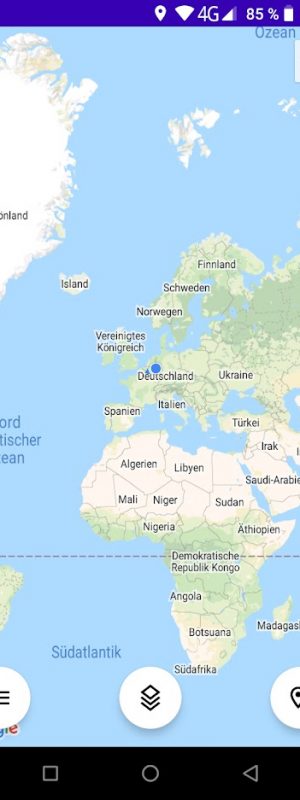 4G 85 %
Ozean
önland
Finnland
Island
Schweden
Norwegen
Vereinigtes
Königreich
Deutschland
Ukraine
ord
tischer
ean
Italien
Spanien
Türkei
Irak
Algerien
Libyen
Saudi-Arabie
Mali
Niger
Sudan
Nigeria
Äthiopien
Demokratische
Republik Kongo
Angola
Botsuana
Madagas
Südatlantik
Südafrika
gle